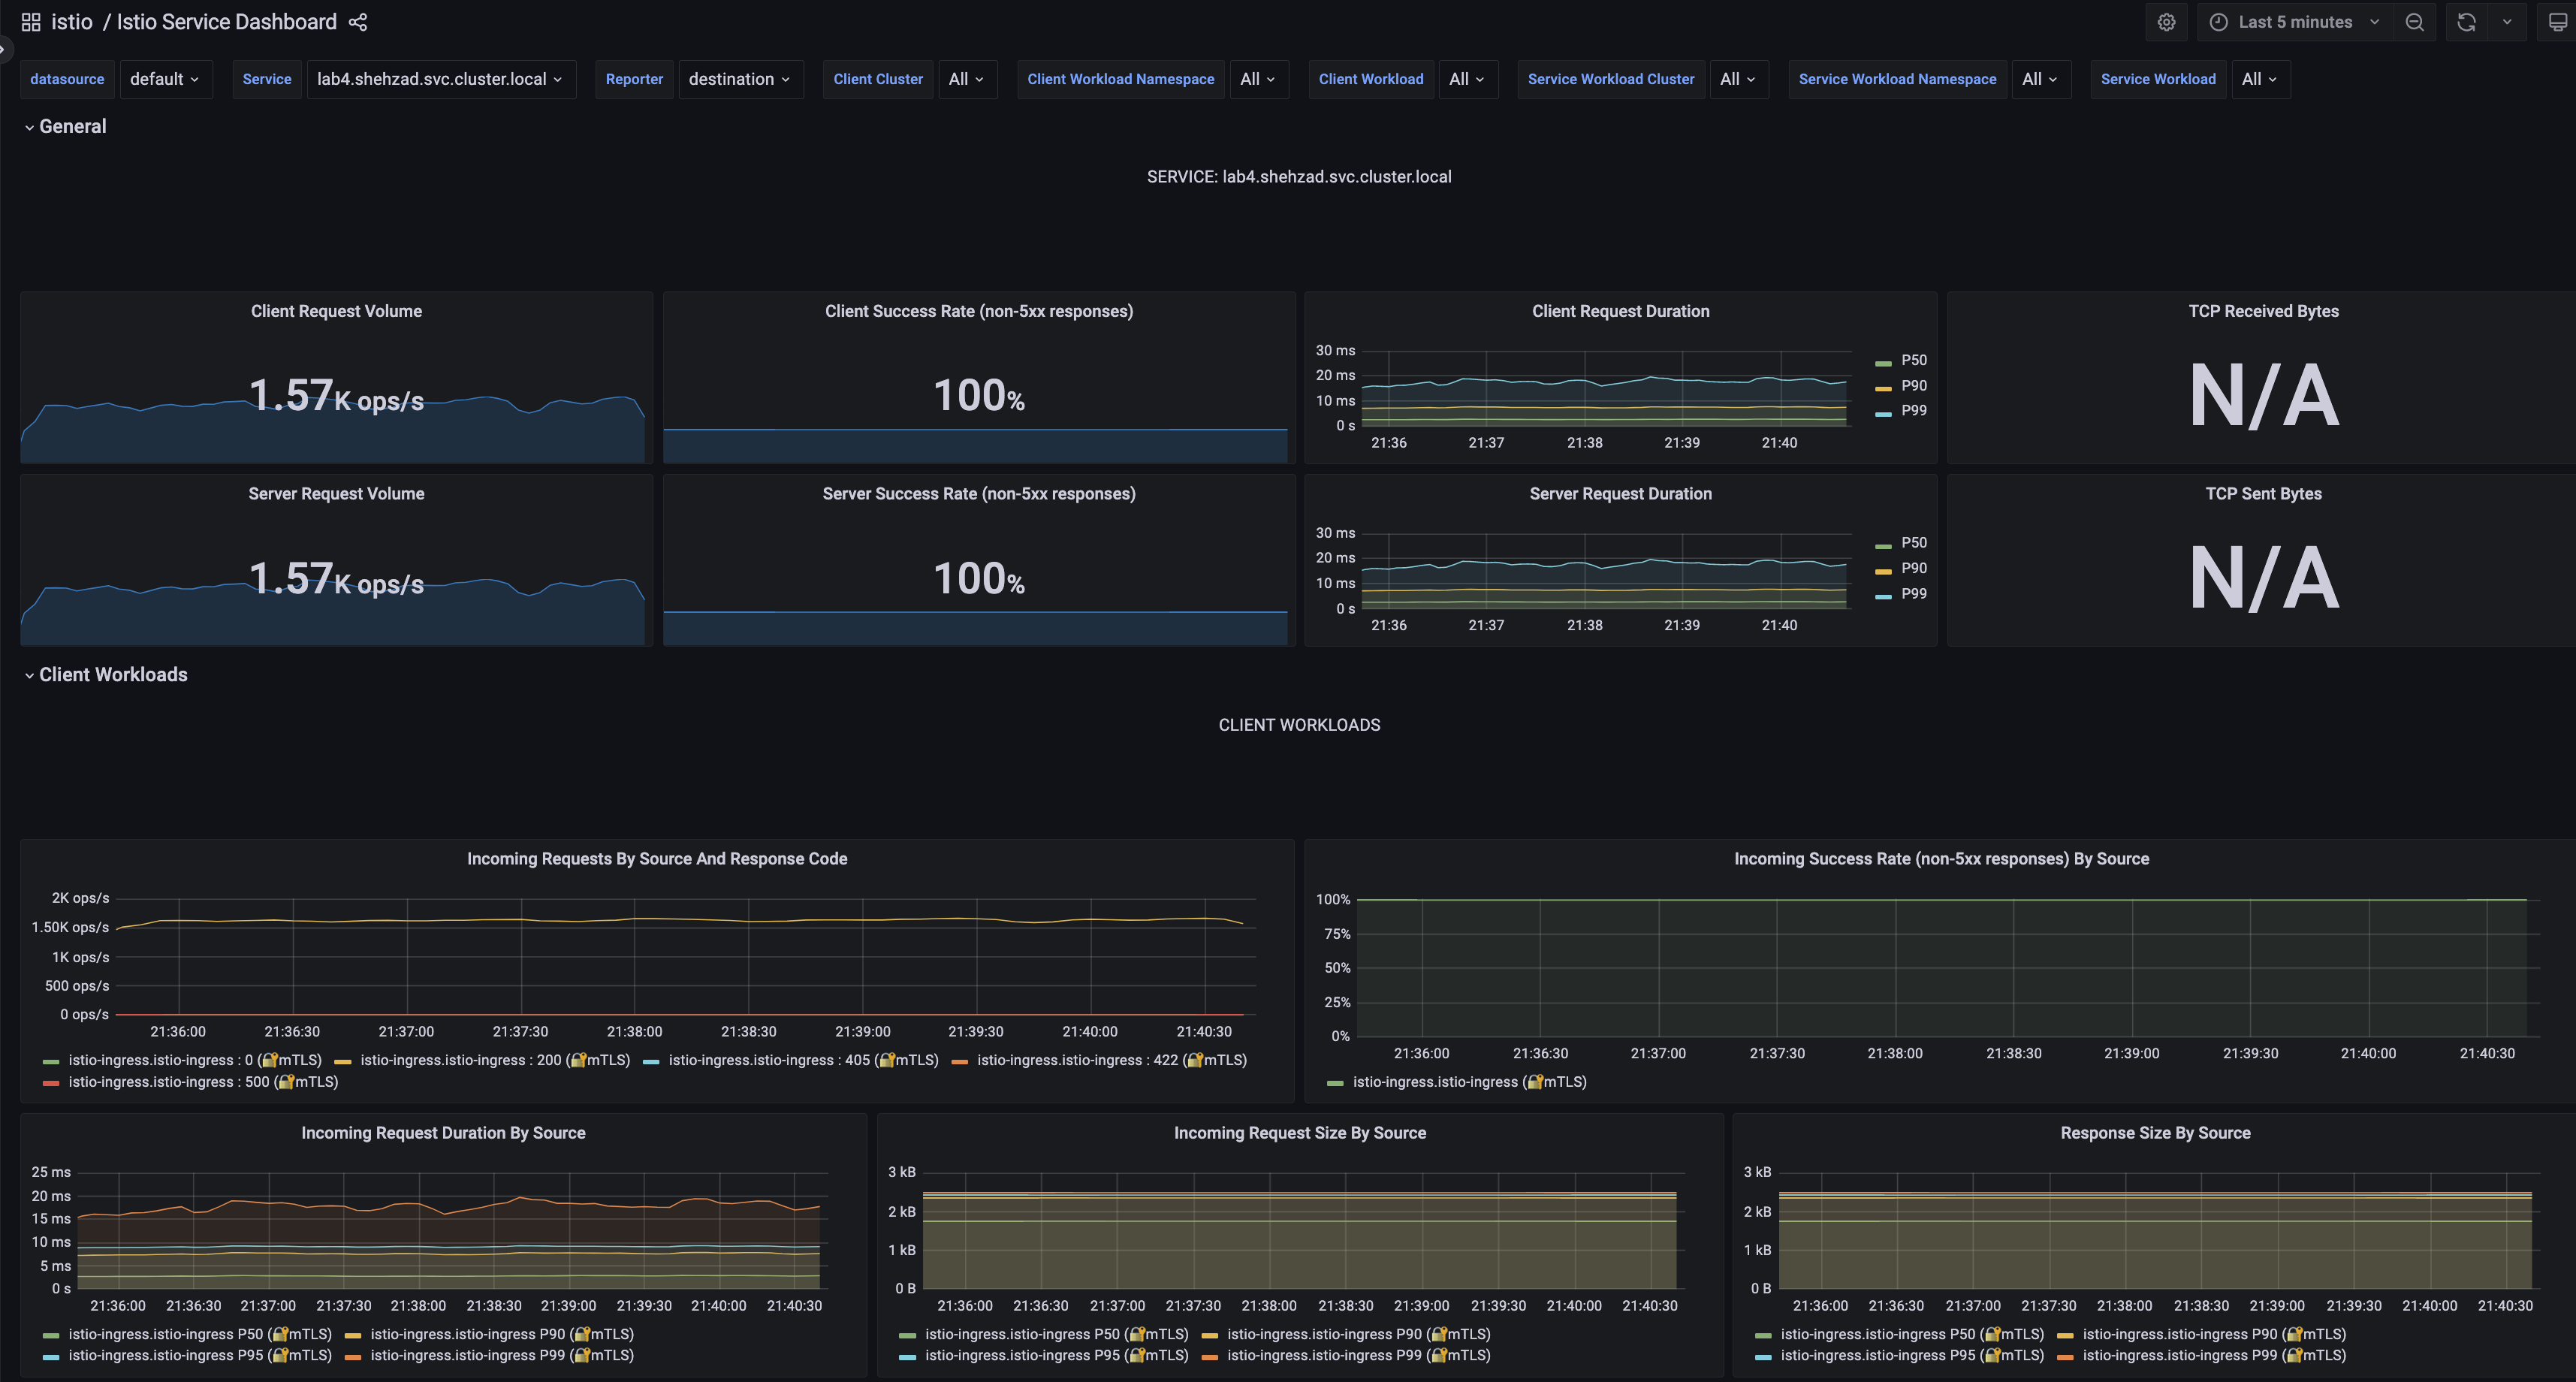 istio / Istio Service Dashboard
Last 5 minutes
datasource default Service lab4.shehzad.svc.cluster.local Reporter destination Client Cluster All Client Workload Namespace All Client Workload All Service Workload Cluster All Service Workload Namespace All Service Workload All
General
SERVICE: lab4.shehzad.svc.cluster.local
Client Request Volume
1.57K ops/s
Client Success Rate (non-5xx responses)
100%
Client Request Duration
30 ms
20 ms
10 ms
0 s
21:36 21:37 21:38 21:39 21:40
P50
P90
P99
TCP Received Bytes
N/A
Server Request Volume
1.57K ops/s
Server Success Rate (non-5xx responses)
100%
Server Request Duration
30 ms
20 ms
10 ms
0 s
21:36 21:37 21:38 21:39 21:40
P50
P90
P99
TCP Sent Bytes
N/A
Client Workloads
CLIENT WORKLOADS
Incoming Requests By Source And Response Code
2K ops/s
1.50K ops/s
1K ops/s
500 ops/s
0 ops/s
21:36:00 21:36:30 21:37:00 21:37:30 21:38:00 21:38:30 21:39:00 21:39:30 21:40:00 21:40:30
istio-ingress.istio-ingress : 0 (🔐mTLS) istio-ingress.istio-ingress : 200 (🔐mTLS) istio-ingress.istio-ingress : 405 (🔐mTLS) istio-ingress.istio-ingress : 422 (🔐mTLS)
istio-ingress.istio-ingress : 500 (🔐mTLS)
Incoming Success Rate (non-5xx responses) By Source
100%
75%
50%
25%
0%
21:36:00 21:36:30 21:37:00 21:37:30 21:38:00 21:38:30 21:39:00 21:39:30 21:40:00 21:40:30
istio-ingress.istio-ingress (🔐mTLS)
Incoming Request Duration By Source
25 ms
20 ms
15 ms
10 ms
5 ms
0 s
21:36:00 21:36:30 21:37:00 21:37:30 21:38:00 21:38:30 21:39:00 21:39:30 21:40:00 21:40:30
istio-ingress.istio-ingress P50 (🔐mTLS) istio-ingress.istio-ingress P90 (🔐mTLS)
istio-ingress.istio-ingress P95 (🔐mTLS) istio-ingress.istio-ingress P99 (🔐mTLS)
Incoming Request Size By Source
3 kB
2 kB
1 kB
0 B
21:36:00 21:36:30 21:37:00 21:37:30 21:38:00 21:38:30 21:39:00 21:39:30 21:40:00 21:40:30
istio-ingress.istio-ingress P50 (🔐mTLS) istio-ingress.istio-ingress P90 (🔐mTLS)
istio-ingress.istio-ingress P95 (🔐mTLS) istio-ingress.istio-ingress P99 (🔐mTLS)
Response Size By Source
3 kB
2 kB
1 kB
0 B
21:36:00 21:36:30 21:37:00 21:37:30 21:38:00 21:38:30 21:39:00 21:39:30 21:40:00 21:40:30
istio-ingress.istio-ingress P50 (🔐mTLS) istio-ingress.istio-ingress P90 (🔐mTLS)
istio-ingress.istio-ingress P95 (🔐mTLS) istio-ingress.istio-ingress P99 (🔐mTLS)